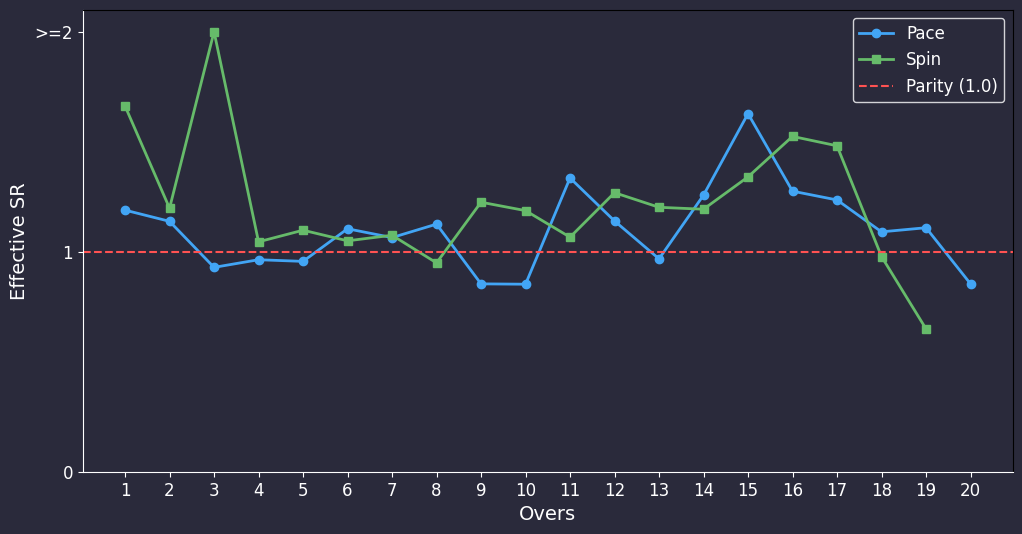 >=2
1
0
Effective SR
Pace
Spin
Parity (1.0)
1 2 3 4 5 6 7 8 9 10 11 12 13 14 15 16 17 18 19 20
Overs